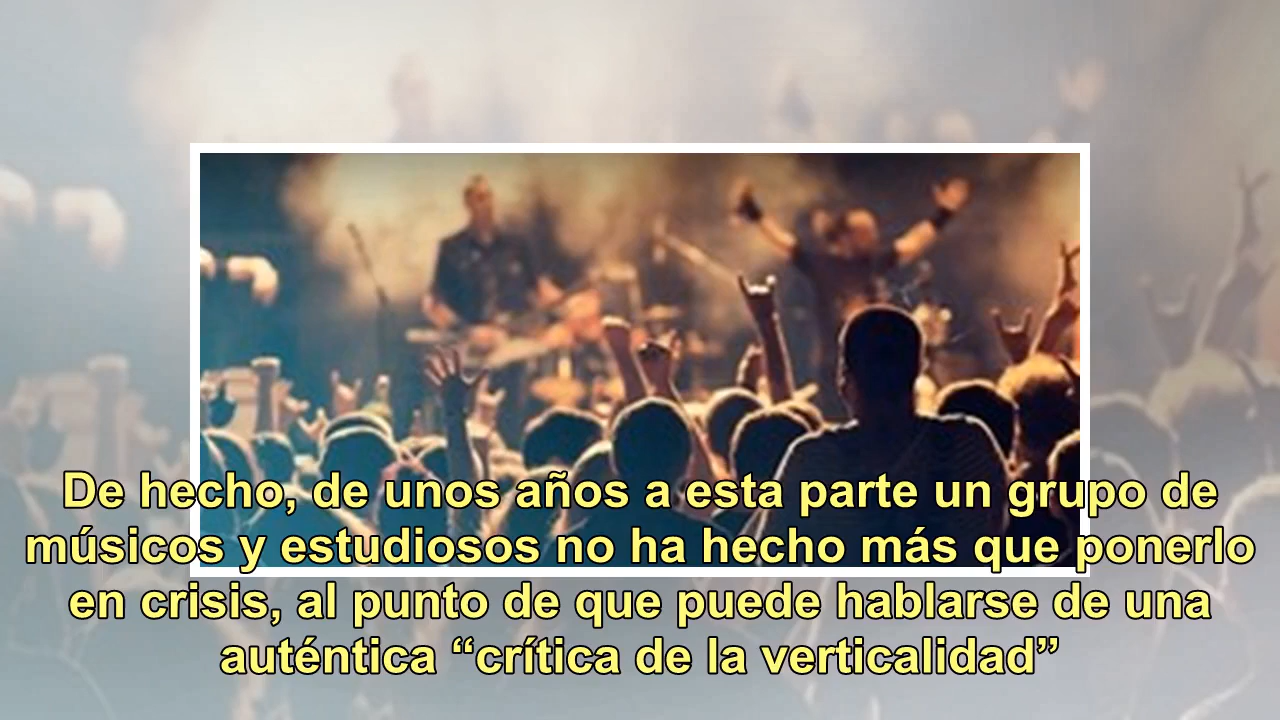 De hecho, de unos años a esta parte un grupo de
músicos y estudiosos no ha hecho más que ponerlo
en crisis, al punto de que puede hablarse de una
auténtica “crítica de la verticalidad”